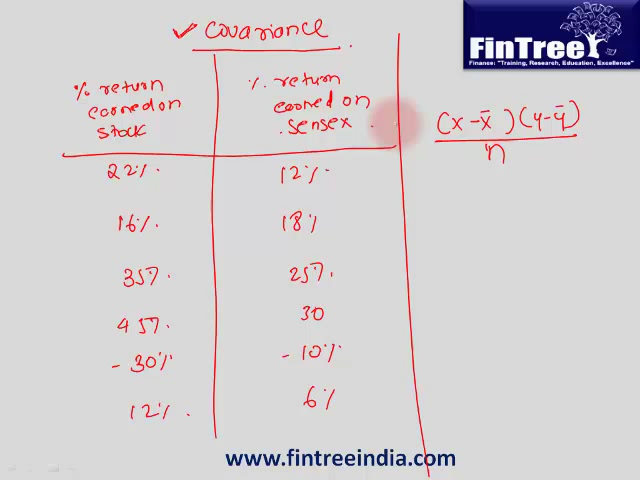 ✓ Covariance
% return earned on stock
% return earned on sensex.
(x - x̄)(y - ȳ)
n
22% 12%
16% 18%
35% 25%
45% 30
-30% -10%
12% 6%
FinTree
Finance: "Training, Research, Education, Excellence"
www.fintreeindia.com